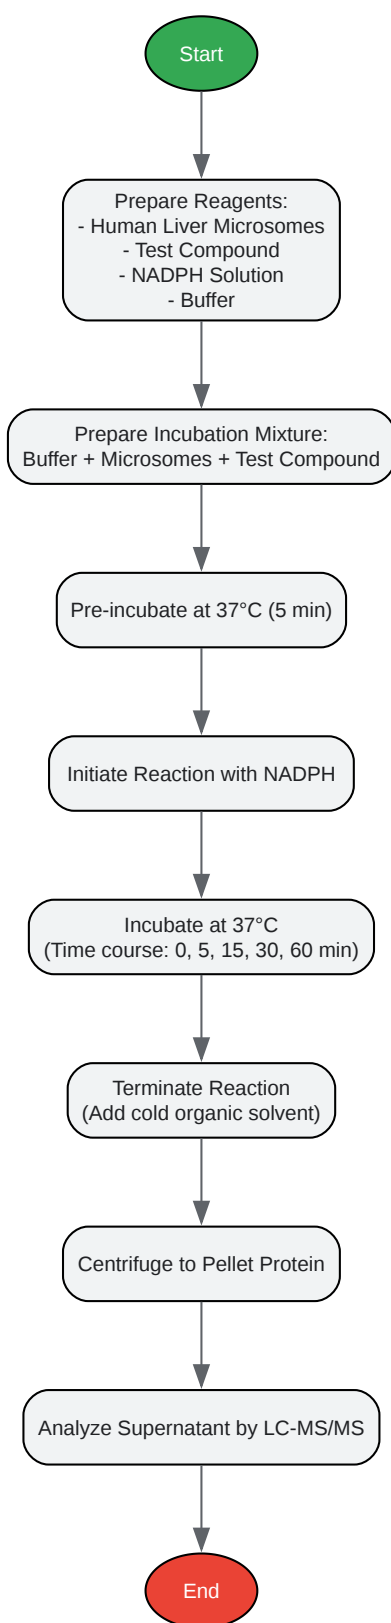 Start
Prepare Reagents:
- Human Liver Microsomes
- Test Compound
- NADPH Solution
- Buffer
Prepare Incubation Mixture:
Buffer + Microsomes + Test Compound
Pre-incubate at 37°C (5 min)
Initiate Reaction with NADPH
Incubate at 37°C
(Time course: 0, 5, 15, 30, 60 min)
Terminate Reaction
(Add cold organic solvent)
Centrifuge to Pellet Protein
Analyze Supernatant by LC-MS/MS
End